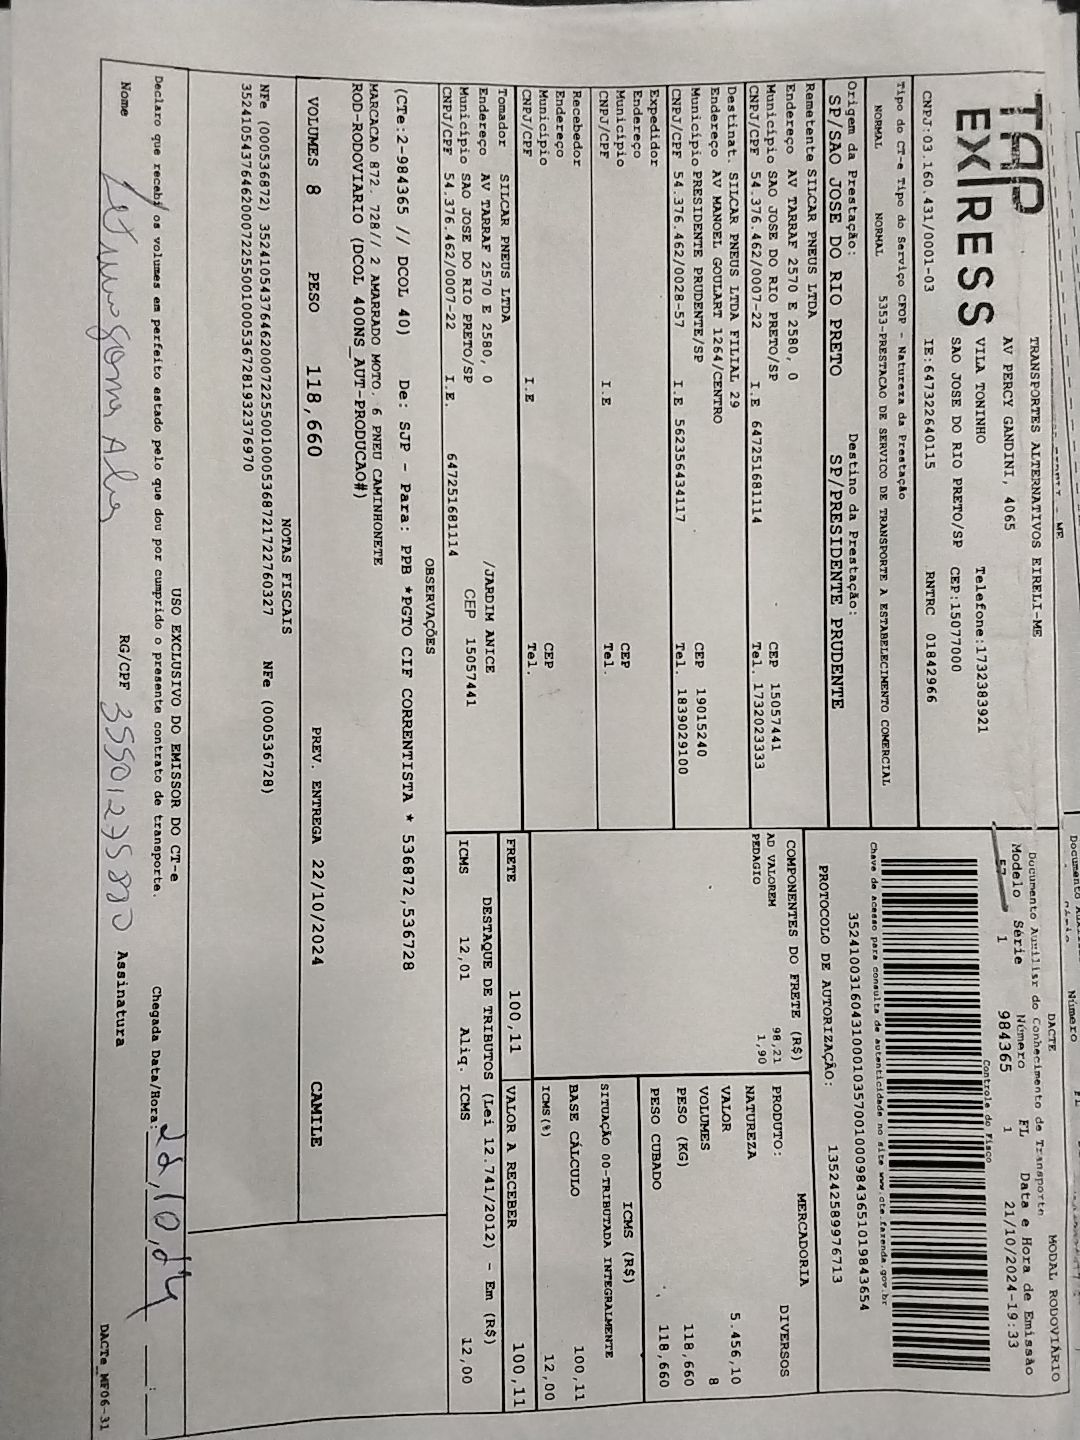 TAP
EXPRESS
TRANSPORTES ALTERNATIVOS EIRELI-ME
AV PERCY GANDINI, 4065
VILA TONINHO Telefone:1732383921
SAO JOSE DO RIO PRETO/SP CEP:15077000
CNPJ:03.160.431/0001-03 IE:647322640115 RNTRC 01842966
DACTE MODAL RODOVIÁRIO
Documento Auxiliar do Conhecimento de Transporte
Modelo Série Número FL Data e Hora de Emissão
57 1 984365 1 21/10/2024-19:33
Controle do Fisco
Chave de acesso para consulta de autenticidade no site www.cte.fazenda.gov.br
35241003160431000103570010009843651019843654
PROTOCOLO DE AUTORIZAÇÃO: 135242589976713
Tipo do CT-e Tipo do Serviço CFOP - Natureza da Prestação
NORMAL NORMAL 5353-PRESTACAO DE SERVICO DE TRANSPORTE A ESTABELECIMENTO COMERCIAL
Origem da Prestação: Destino da Prestação:
SP/SAO JOSE DO RIO PRETO SP/PRESIDENTE PRUDENTE
Remetente SILCAR PNEUS LTDA
Endereço AV TARRAF 2570 E 2580, 0
Município SAO JOSE DO RIO PRETO/SP CEP 15057441
CNPJ/CPF 54.376.462/0007-22 I.E 647251681114 Tel. 1732023333
Destinat. SILCAR PNEUS LTDA FILIAL 29
Endereço AV MANOEL GOULART 1264/CENTRO
Município PRESIDENTE PRUDENTE/SP CEP 19015240
CNPJ/CPF 54.376.462/0028-57 I.E 562356434117 Tel. 1839029100
Expedidor
Endereço
Município CEP
CNPJ/CPF I.E Tel.
Recebedor
Endereço
Município CEP
CNPJ/CPF I.E Tel.
Tomador SILCAR PNEUS LTDA
Endereço AV TARRAF 2570 E 2580, 0 /JARDIM ANICE
Município SAO JOSE DO RIO PRETO/SP CEP 15057441
CNPJ/CPF 54.376.462/0007-22 I.E. 647251681114
COMPONENTES DO FRETE (R$)
AD VALOREM 98,21
PEDAGIO 1,90
MERCADORIA
PRODUTO: DIVERSOS
NATUREZA
VALOR 5.456,10
VOLUMES 8
PESO (KG) 118,660
PESO CUBADO 118,660
ICMS (R$)
SITUAÇÃO 00-TRIBUTADA INTEGRALMENTE
BASE CÁLCULO 100,11
ICMS(%) 12,00
FRETE 100,11 VALOR A RECEBER 100,11
DESTAQUE DE TRIBUTOS (Lei 12.741/2012) - Em (R$)
ICMS 12,01 Aliq. ICMS 12,00
OBSERVAÇÕES
(CTe:2-984365 // DCOL 40) De: SJP - Para: PPB *PGTO CIF CORRENTISTA * 536872,536728
MARCACAO 872. 728// 2 AMARRADO MOTO. 6 PNEU CAMINHONETE
ROD-RODOVIARIO (DCOL 400NS_AUT-PRODUCAO#)
VOLUMES 8 PESO 118,660 PREV. ENTREGA 22/10/2024 CAMILE
NOTAS FISCAIS
NFe (000536872) 35241054376462000722550010005368721722760327 NFe (000536728)
35241054376462000722550010005367281932376970
USO EXCLUSIVO DO EMISSOR DO CT-e
Declaro que recebi os volumes em perfeito estado pelo que dou por cumprido o presente contrato de transporte. Chegada Data/Hora: 22/10/24 __:__
Nome RG/CPF 35501275880 Assinatura
DACTe_MF06-31